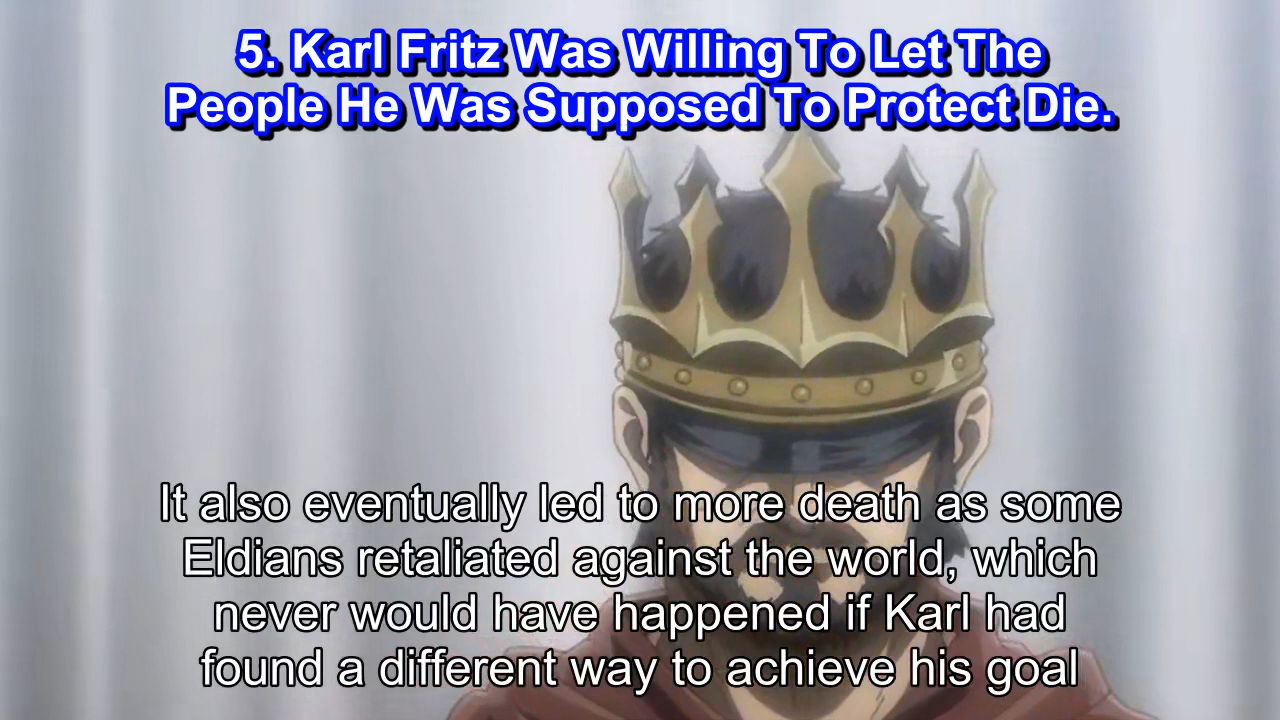 5. Karl Fritz Was Willing To Let The
People He Was Supposed To Protect Die.
It also eventually led to more death as some
Eldians retaliated against the world, which
never would have happened if Karl had
found a different way to achieve his goal